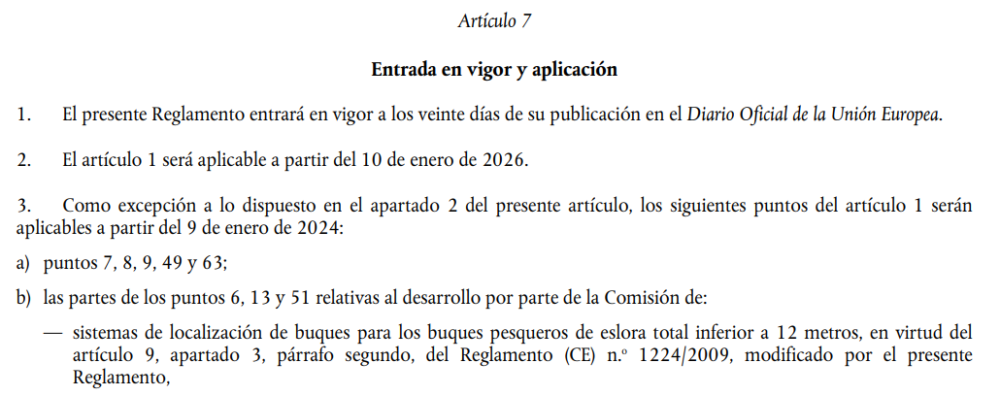 Artículo 7
Entrada en vigor y aplicación
1. El presente Reglamento entrará en vigor a los veinte días de su publicación en el Diario Oficial de la Unión Europea.
2. El artículo 1 será aplicable a partir del 10 de enero de 2026.
3. Como excepción a lo dispuesto en el apartado 2 del presente artículo, los siguientes puntos del artículo 1 serán
aplicables a partir del 9 de enero de 2024:
a) puntos 7, 8, 9, 49 y 63;
b) las partes de los puntos 6, 13 y 51 relativas al desarrollo por parte de la Comisión de:
— sistemas de localización de buques para los buques pesqueros de eslora total inferior a 12 metros, en virtud del
artículo 9, apartado 3, párrafo segundo, del Reglamento (CE) n.º 1224/2009, modificado por el presente
Reglamento,